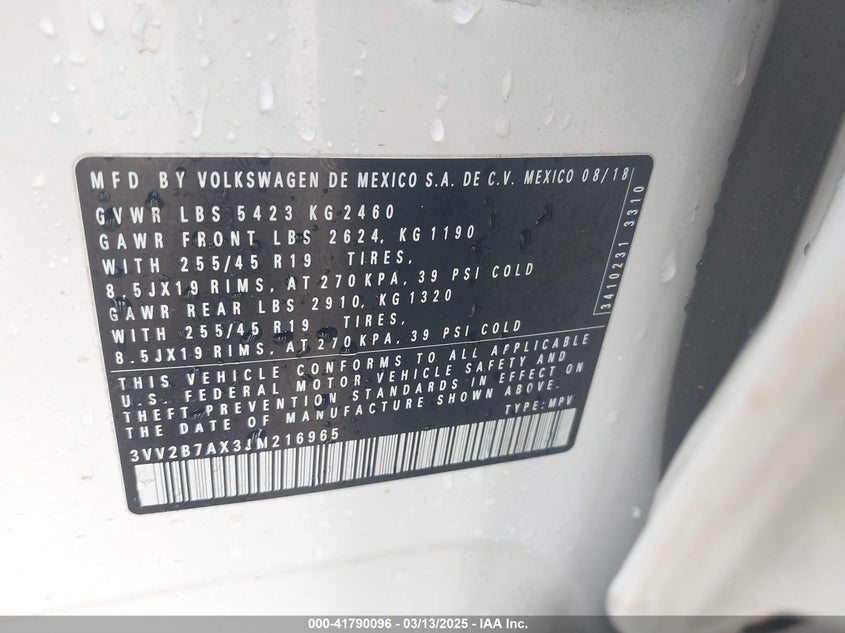 MFD BY VOLKSWAGEN DE MEXICO S.A. DE C.V. MEXICO 08/18
GVWR LBS 5423 KG 2460
GAWR FRONT LBS 2624, KG 1190
WITH 255/45 R19 TIRES,
8.5JX19 RIMS, AT 270 KPA, 39 PSI COLD
GAWR REAR LBS 2910, KG 1320
WITH 255/45 R19 TIRES,
8.5JX19 RIMS, AT 270 KPA, 39 PSI COLD
3410231 3310
THIS VEHICLE CONFORMS TO ALL APPLICABLE
U.S. FEDERAL MOTOR VEHICLE SAFETY AND
THEFT PREVENTION STANDARDS IN EFFECT ON
THE DATE OF MANUFACTURE SHOWN ABOVE.
3VV2B7AX3JM216965 TYPE: MPV
000-41790096 - 03/13/2025 - IAA Inc.